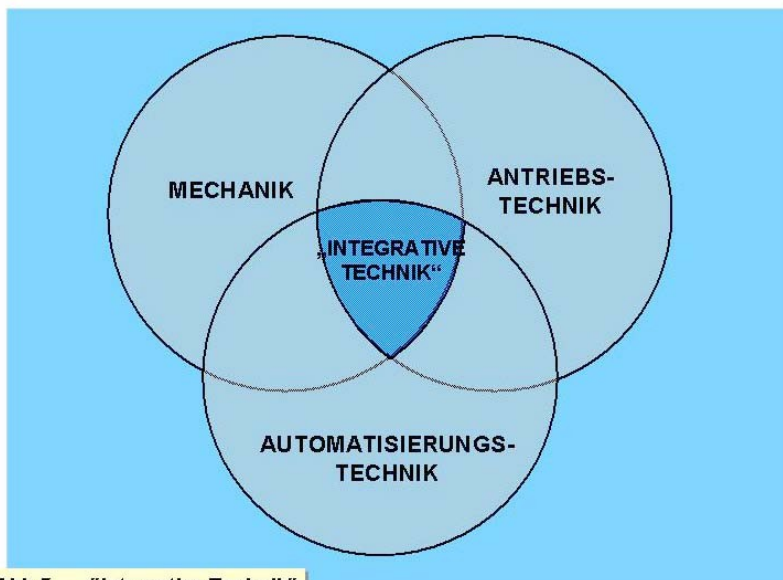 MECHANIK
ANTRIEBS-
TECHNIK
„INTEGRATIVE
TECHNIK“
AUTOMATISIERUNGS-
TECHNIK